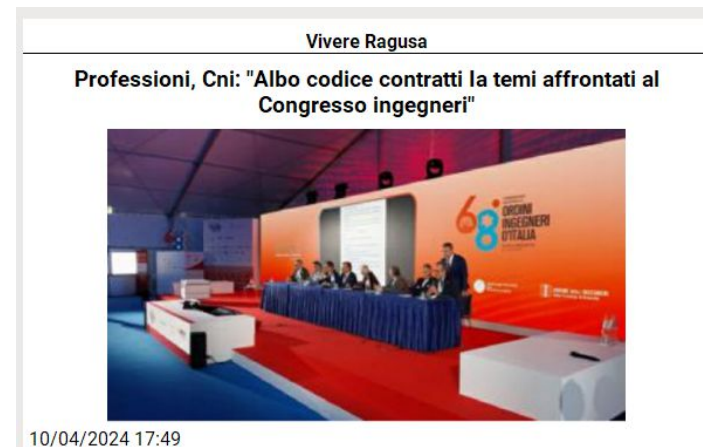 Vivere Ragusa
Professioni, Cni: "Albo codice contratti Ia temi affrontati al
Congresso ingegneri"
68°
ORDINI
INGEGNERI
D'ITALIA
10/04/2024 17:49